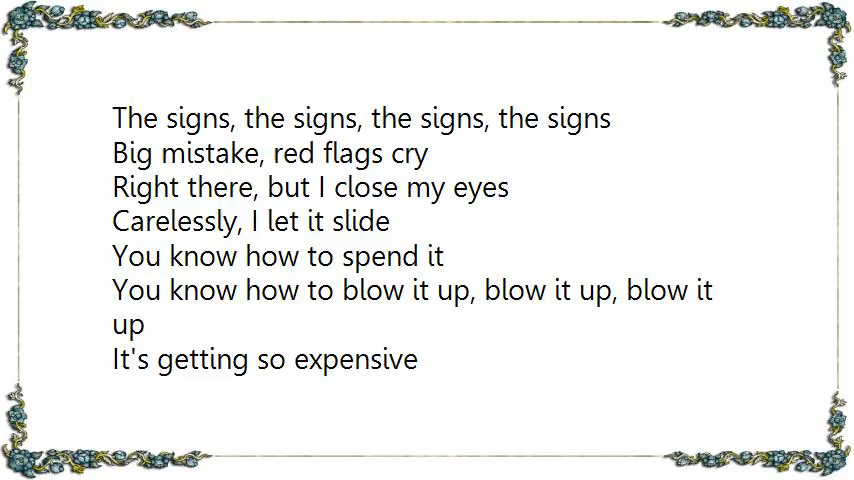 The signs, the signs, the signs, the signs
Big mistake, red flags cry
Right there, but I close my eyes
Carelessly, I let it slide
You know how to spend it
You know how to blow it up, blow it up, blow it
up
It's getting so expensive